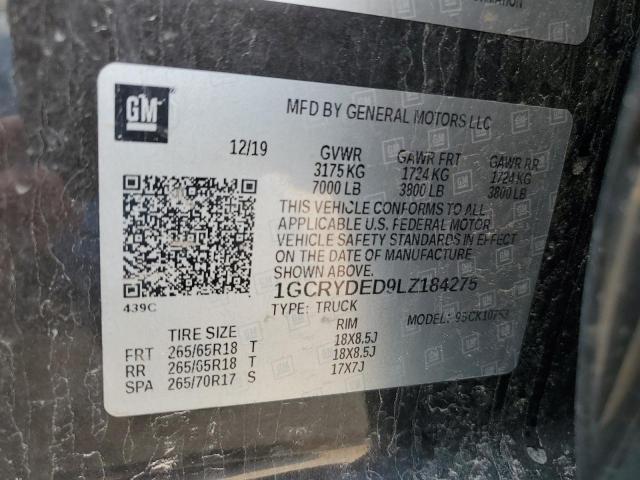 GM
MFD BY GENERAL MOTORS LLC
12/19 GVWR GAWR FRT GAWR RR
3175 KG 1724 KG 1724 KG
7000 LB 3800 LB 3800 LB
THIS VEHICLE CONFORMS TO ALL
APPLICABLE U.S. FEDERAL MOTOR
VEHICLE SAFETY STANDARDS IN EFFECT
ON THE DATE OF MANUFACTURE
SHOWN ABOVE.
1GCRYDED9LZ184275
439C TYPE: TRUCK MODEL:
TIRE SIZE RIM
FRT 265/65R18 T 18X8.5J
RR 265/65R18 T 18X8.5J
SPA 265/70R17 S 17X7J